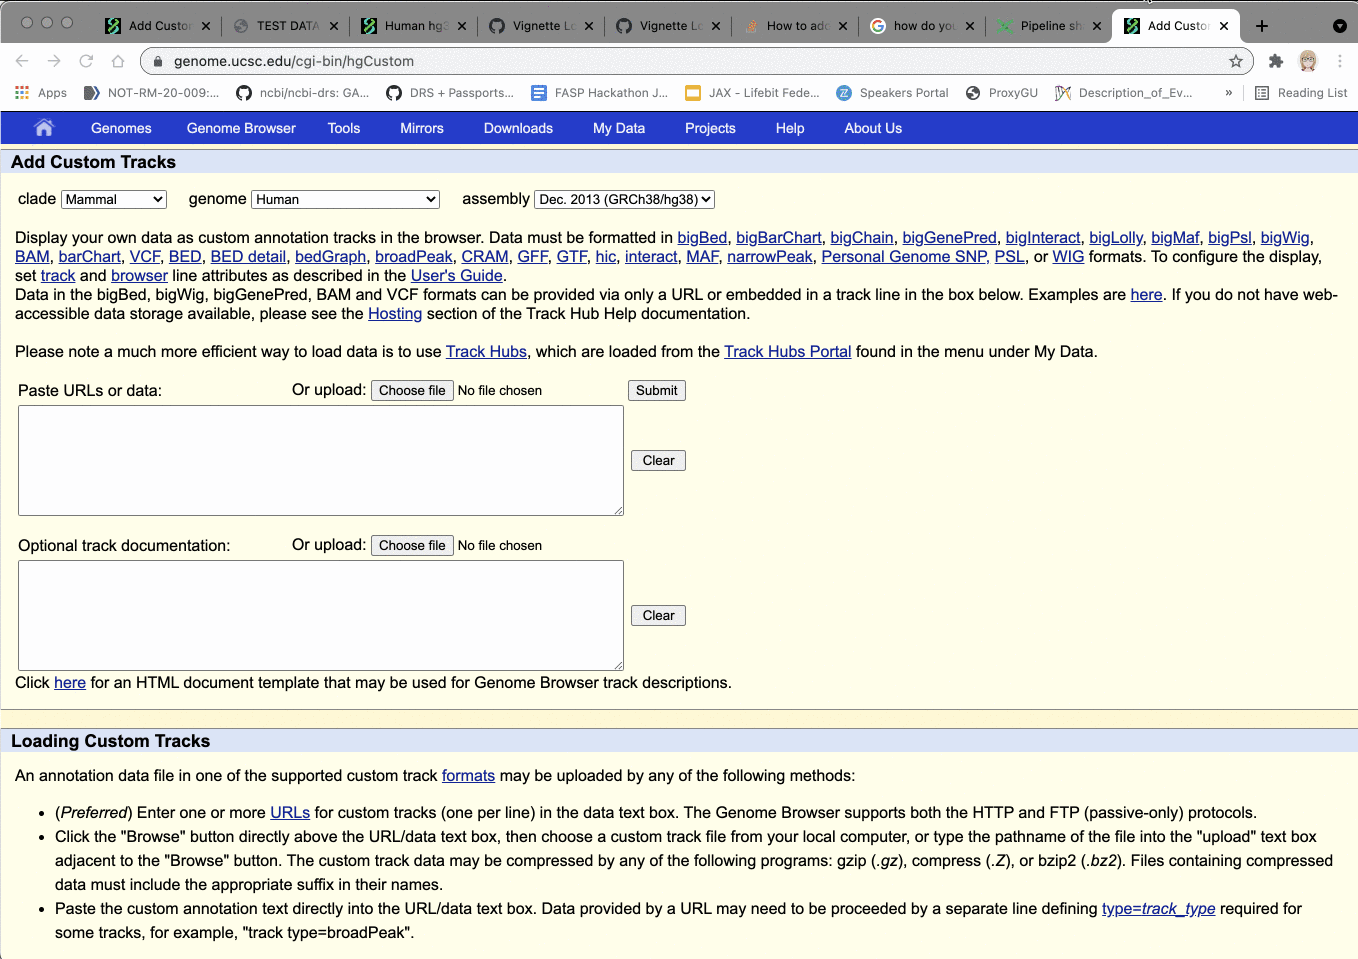 Add Custo
TEST DATA
Human hg3
Vignette Lo
Vignette Lo
How to add
how do you
Pipeline sh
Add Custo
genome.ucsc.edu/cgi-bin/hgCustom
Apps NOT-RM-20-009:... ncbi/ncbi-drs: GA... DRS + Passports... FASP Hackathon J... JAX - Lifebit Fede... Speakers Portal ProxyGU Description_of_Ev... » Reading List
Genomes Genome Browser Tools Mirrors Downloads My Data Projects Help About Us
Add Custom Tracks
clade Mammal genome Human assembly Dec. 2013 (GRCh38/hg38)
Display your own data as custom annotation tracks in the browser. Data must be formatted in bigBed, bigBarChart, bigChain, bigGenePred, bigInteract, bigLolly, bigMaf, bigPsl, bigWig,
BAM, barChart, VCF, BED, BED detail, bedGraph, broadPeak, CRAM, GFF, GTF, hic, interact, MAF, narrowPeak, Personal Genome SNP, PSL, or WIG formats. To configure the display,
set track and browser line attributes as described in the User's Guide.
Data in the bigBed, bigWig, bigGenePred, BAM and VCF formats can be provided via only a URL or embedded in a track line in the box below. Examples are here. If you do not have web-
accessible data storage available, please see the Hosting section of the Track Hub Help documentation.
Please note a much more efficient way to load data is to use Track Hubs, which are loaded from the Track Hubs Portal found in the menu under My Data.
Paste URLs or data: Or upload: Choose file No file chosen Submit
Clear
Optional track documentation: Or upload: Choose file No file chosen
Clear
Click here for an HTML document template that may be used for Genome Browser track descriptions.
Loading Custom Tracks
An annotation data file in one of the supported custom track formats may be uploaded by any of the following methods:
• (Preferred) Enter one or more URLs for custom tracks (one per line) in the data text box. The Genome Browser supports both the HTTP and FTP (passive-only) protocols.
• Click the "Browse" button directly above the URL/data text box, then choose a custom track file from your local computer, or type the pathname of the file into the "upload" text box
adjacent to the "Browse" button. The custom track data may be compressed by any of the following programs: gzip (.gz), compress (.Z), or bzip2 (.bz2). Files containing compressed
data must include the appropriate suffix in their names.
• Paste the custom annotation text directly into the URL/data text box. Data provided by a URL may need to be proceeded by a separate line defining type=track_type required for
some tracks, for example, "track type=broadPeak".